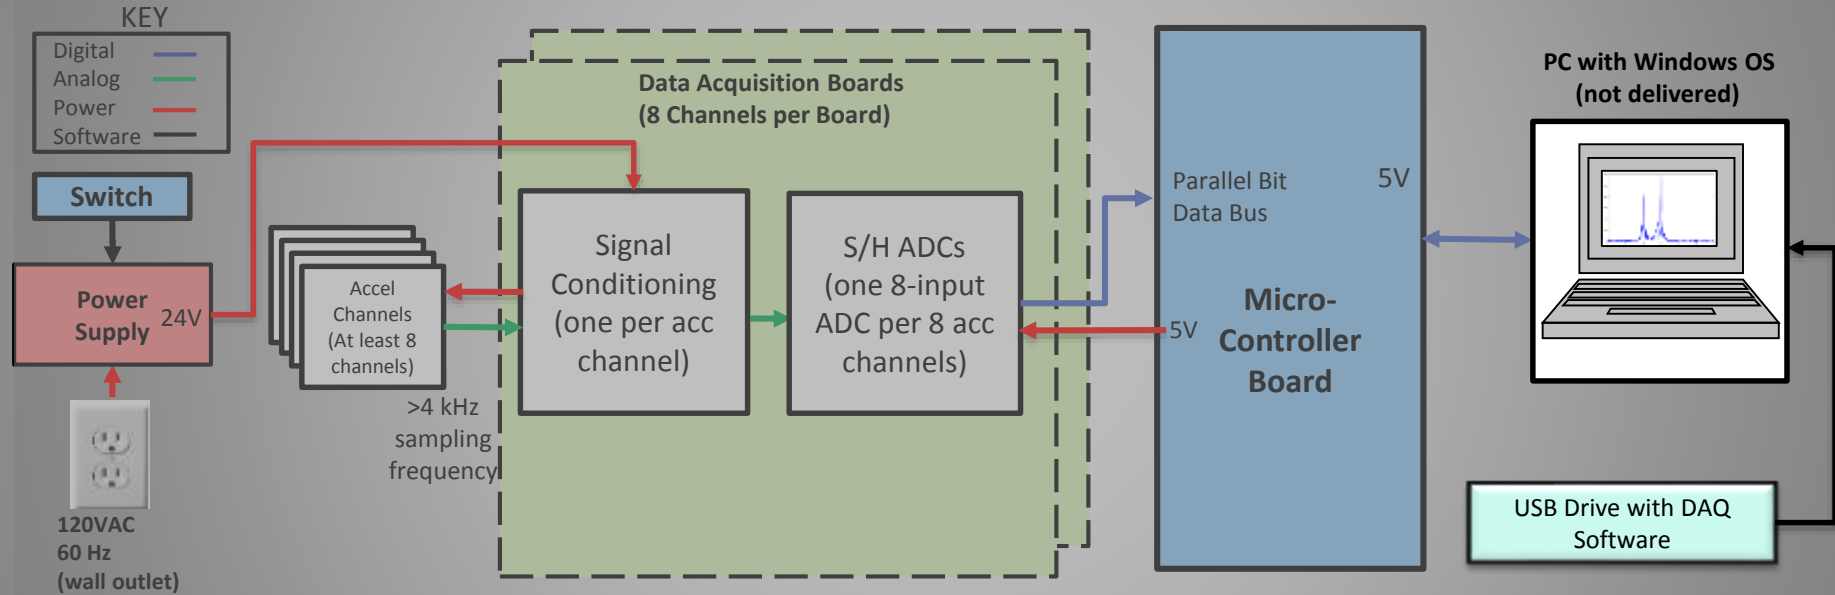 KEY
Digital
Analog
Power
Software
Switch
Power
Supply
24V
120VAC
60 Hz
(wall outlet)
Accel
Channels
(At least 8
channels)
>4 kHz
sampling
frequency
Data Acquisition Boards
(8 Channels per Board)
Signal
Conditioning
(one per acc
channel)
S/H ADCs
(one 8-input
ADC per 8 acc
channels)
Parallel Bit
Data Bus
5V
5V
Micro-
Controller
Board
PC with Windows OS
(not delivered)
USB Drive with DAQ
Software